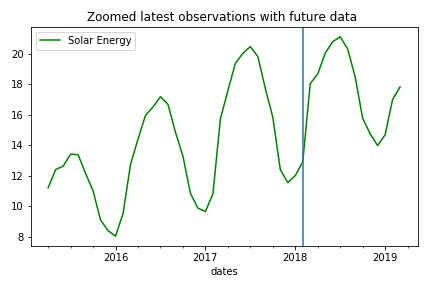 Zoomed latest observations with future data
Solar Energy
20
18
16
14
12
10
8
2016 2017 2018 2019
dates